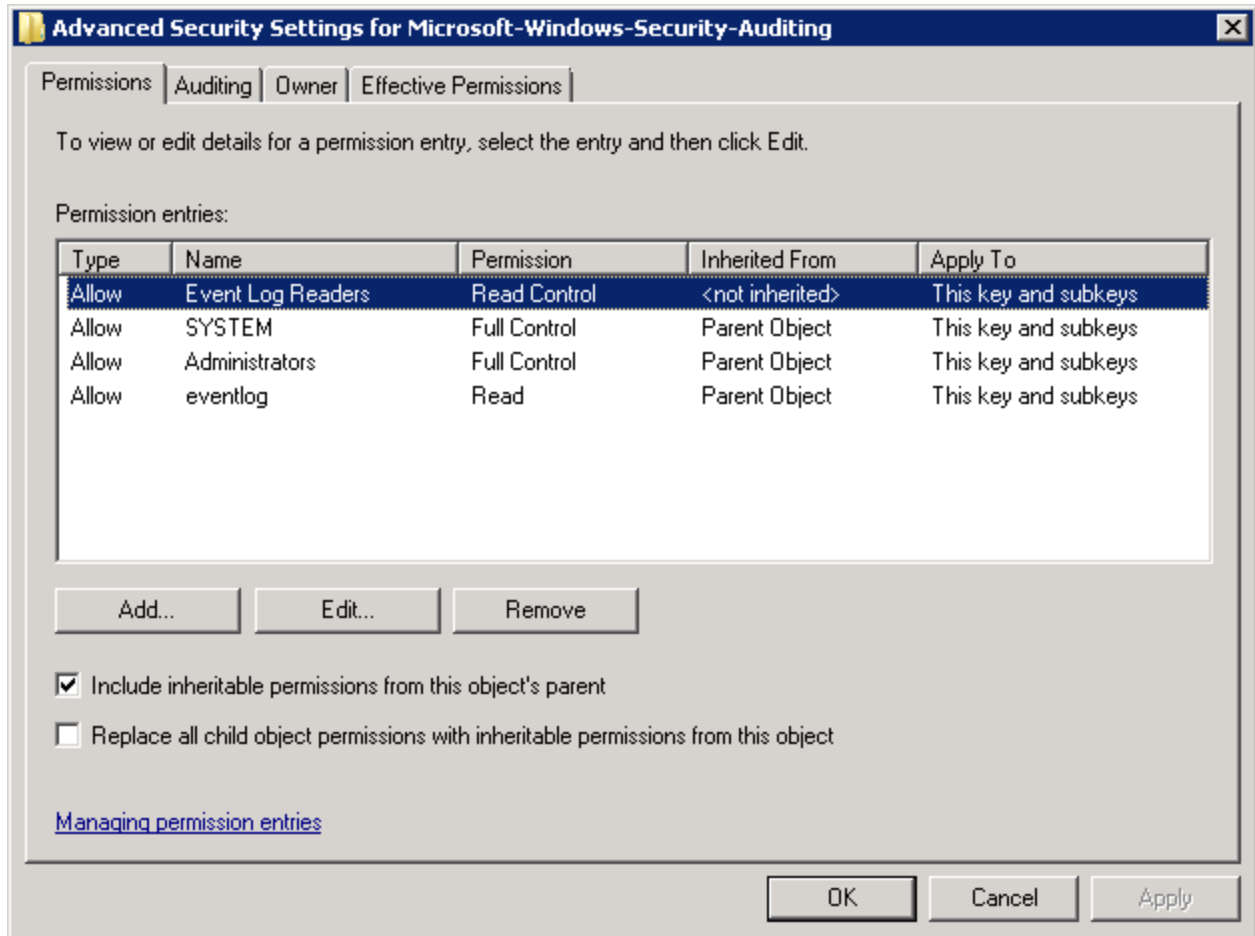 Advanced Security Settings for Microsoft-Windows-Security-Auditing
Permissions Auditing Owner Effective Permissions
To view or edit details for a permission entry, select the entry and then click Edit.
Permission entries:
Type Name Permission Inherited From Apply To
Allow Event Log Readers Read Control <not inherited> This key and subkeys
Allow SYSTEM Full Control Parent Object This key and subkeys
Allow Administrators Full Control Parent Object This key and subkeys
Allow eventlog Read Parent Object This key and subkeys
Add... Edit... Remove
Include inheritable permissions from this object's parent
Replace all child object permissions with inheritable permissions from this object
Managing permission entries
OK Cancel Apply